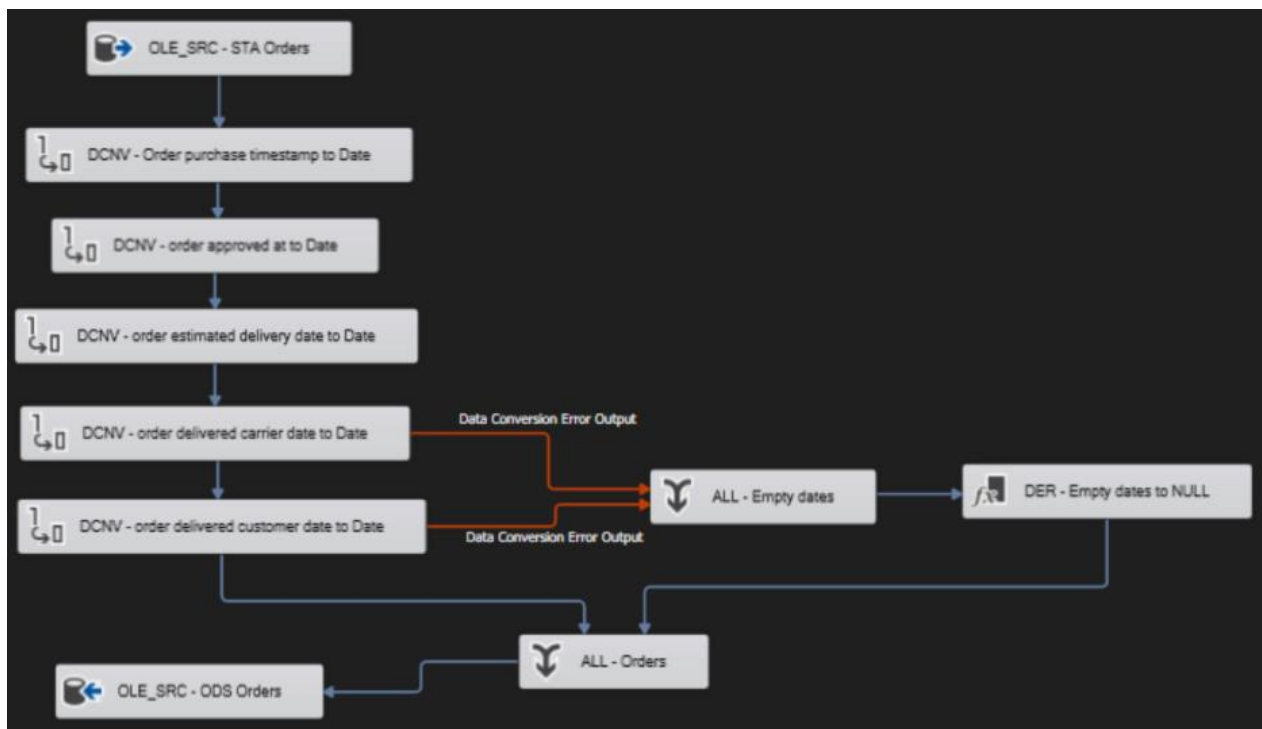 OLE_SRC - STA Orders
DCNV - Order purchase timestamp to Date
DCNV - order approved at to Date
DCNV - order estimated delivery date to Date
DCNV - order delivered carrier date to Date
Data Conversion Error Output
ALL - Empty dates
DER - Empty dates to NULL
DCNV - order delivered customer date to Date
Data Conversion Error Output
ALL - Orders
OLE_SRC - ODS Orders